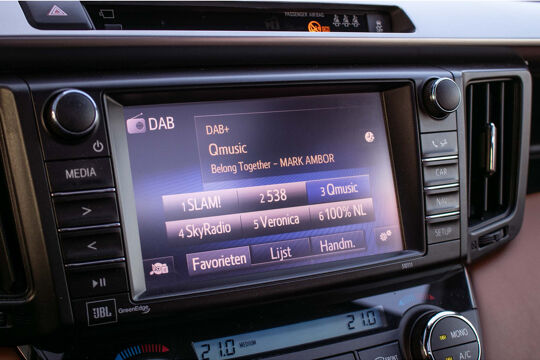 PASSENGER AIRBAG
DAB
DAB+
Qmusic
Belong Together - MARK AMBOR
1 SLAM! 2 538 3 Qmusic
4 SkyRadio 5 Veronica 6 100% NL
Favorieten Lijst Handm.
MEDIA
CAR
NAV
SETUP
JBL GreenEdge
21.0 MEDIUM 21.0
MONO
A/C